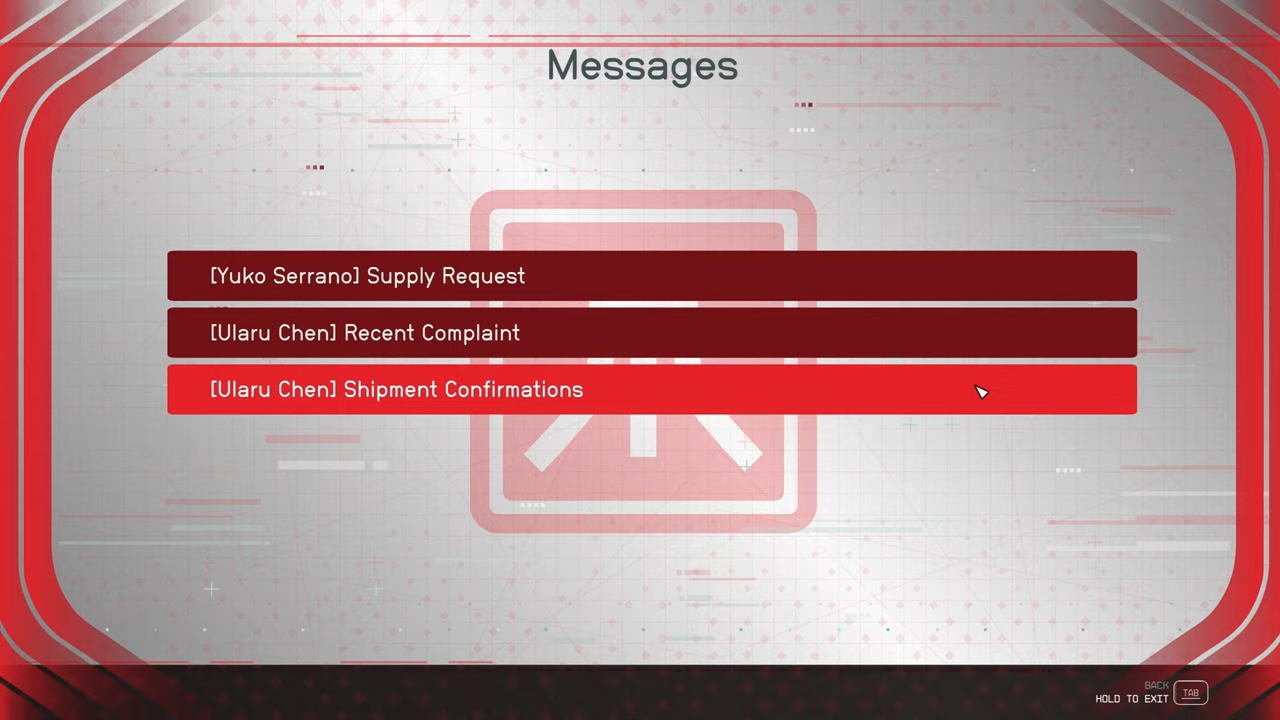 Messages
[Yuko Serrano] Supply Request
[Ularu Chen] Recent Complaint
[Ularu Chen] Shipment Confirmations
BACK
HOLD TO EXIT TAB